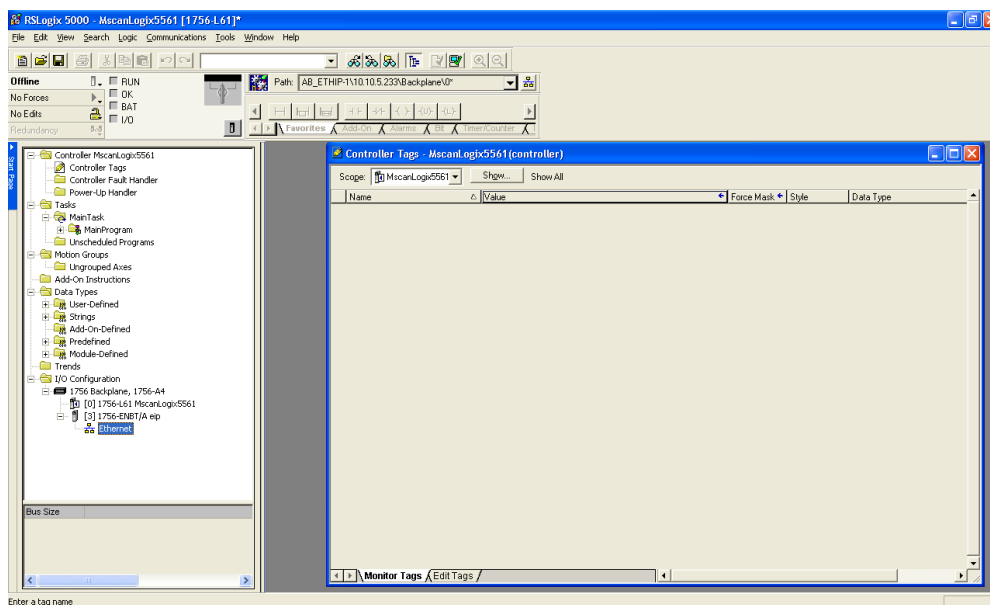 RSLogix 5000 - MscanLogix5561 [1756-L61]*
File Edit View Search Logic Communications Tools Window Help
Offline
RUN
No Forces
OK
No Edits
BAT
Redundancy
I/O
Path: AB_ETHIP-1\10.10.5.233\Backplane\0*
Favorites Add-On Alarms Bit Timer/Counter
Start Page
Controller MscanLogix5561
Controller Tags
Controller Fault Handler
Power-Up Handler
Tasks
MainTask
MainProgram
Unscheduled Programs
Motion Groups
Ungrouped Axes
Add-On Instructions
Data Types
User-Defined
Strings
Add-On-Defined
Predefined
Module-Defined
Trends
I/O Configuration
1756 Backplane, 1756-A4
[0] 1756-L61 MscanLogix5561
[3] 1756-ENBT/A eip
Ethernet
Bus Size
Controller Tags - MscanLogix5561(controller)
Scope: MscanLogix5561 Show... Show All
Name Value Force Mask Style Data Type
Monitor Tags Edit Tags
Enter a tag name